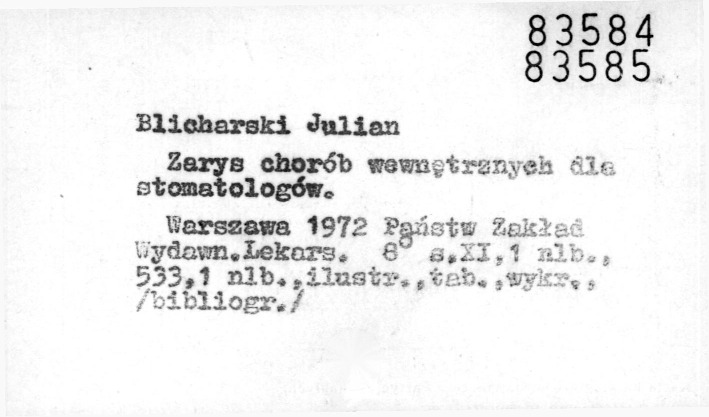 83584
83585
Blicharski Julian
Zarys chorób wewnętrznych dla
stomatologów.
Warszawa 1972 Państw Zakład
Wydawn.Lekars. 8° s.XI,1 nlb.,
533,1 nlb.,ilustr.,tab.,wykr.,
/bibliogr./